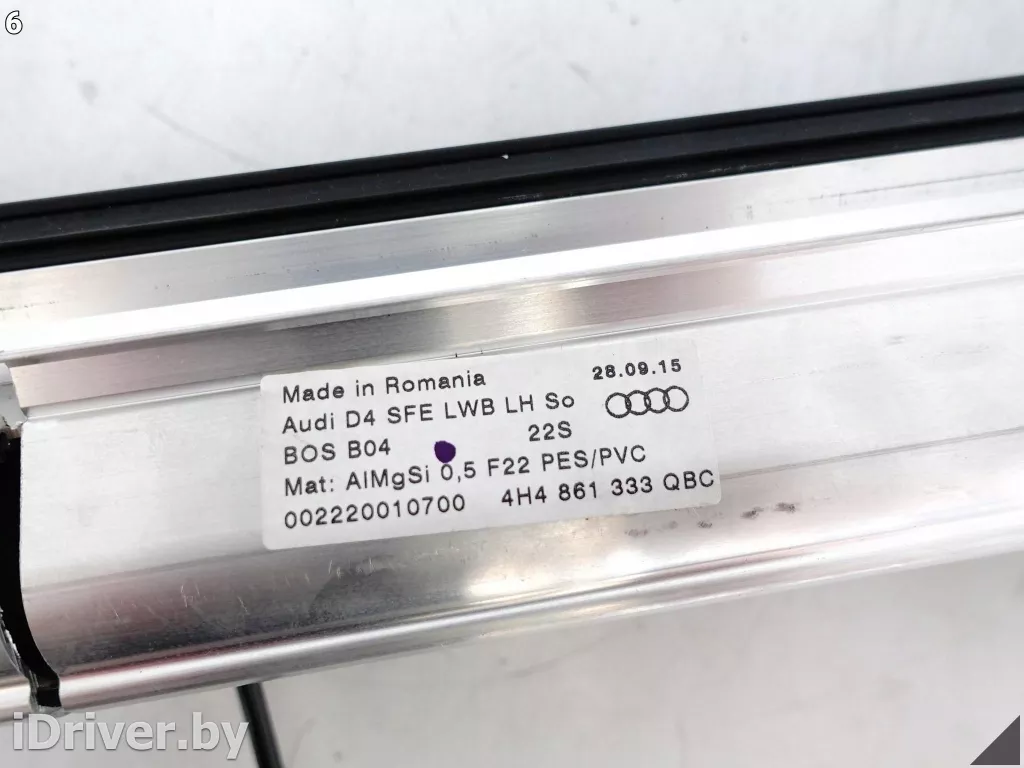 6
Made in Romania 28.09.15
Audi D4 SFE LWB LH So
BOS B04 22S
Mat: AlMgSi 0,5 F22 PES/PVC
002220010700 4H4 861 333 QBC
iDriver.by